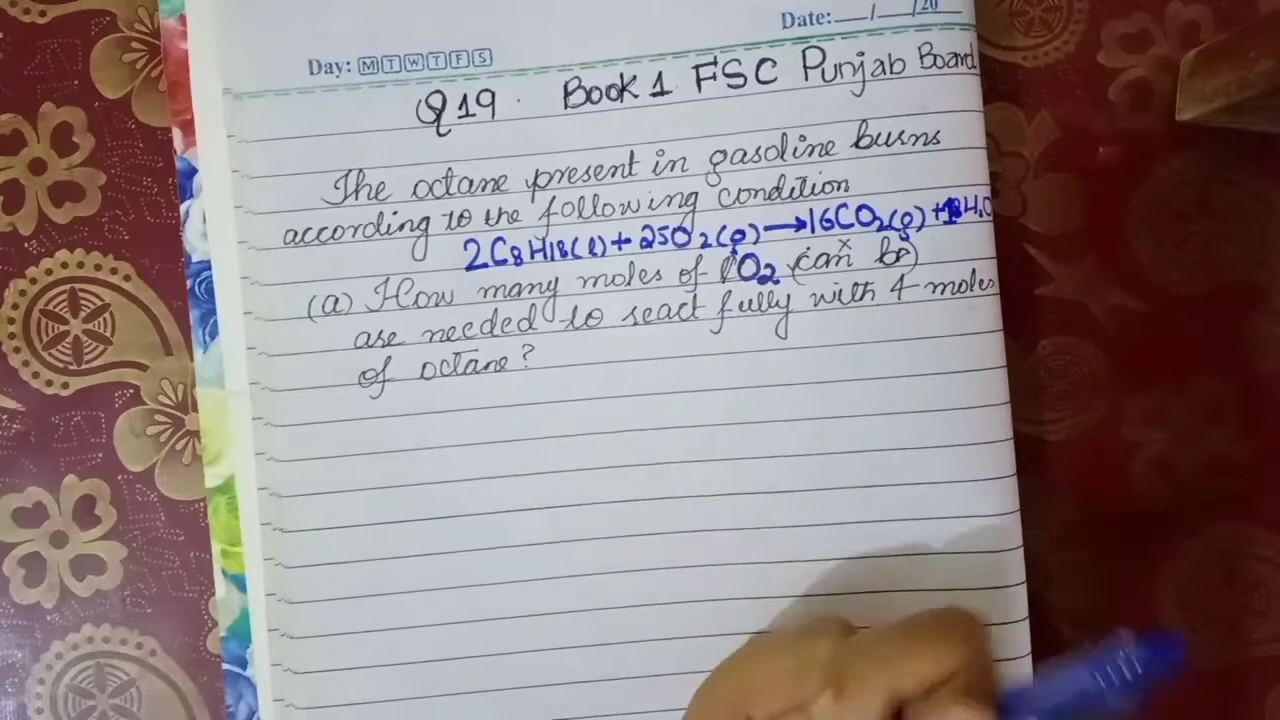 Date:___/___/20
Day: M T W T F S
Q19. Book 1 FSC Punjab Board
The octane present in gasoline burns
according to the following condition
2C8H18(l) + 25O2(g) → 16CO2(g) + 18H2O
(a) How many moles of O2 (can be)
are needed to react fully with 4 moles
of octane?